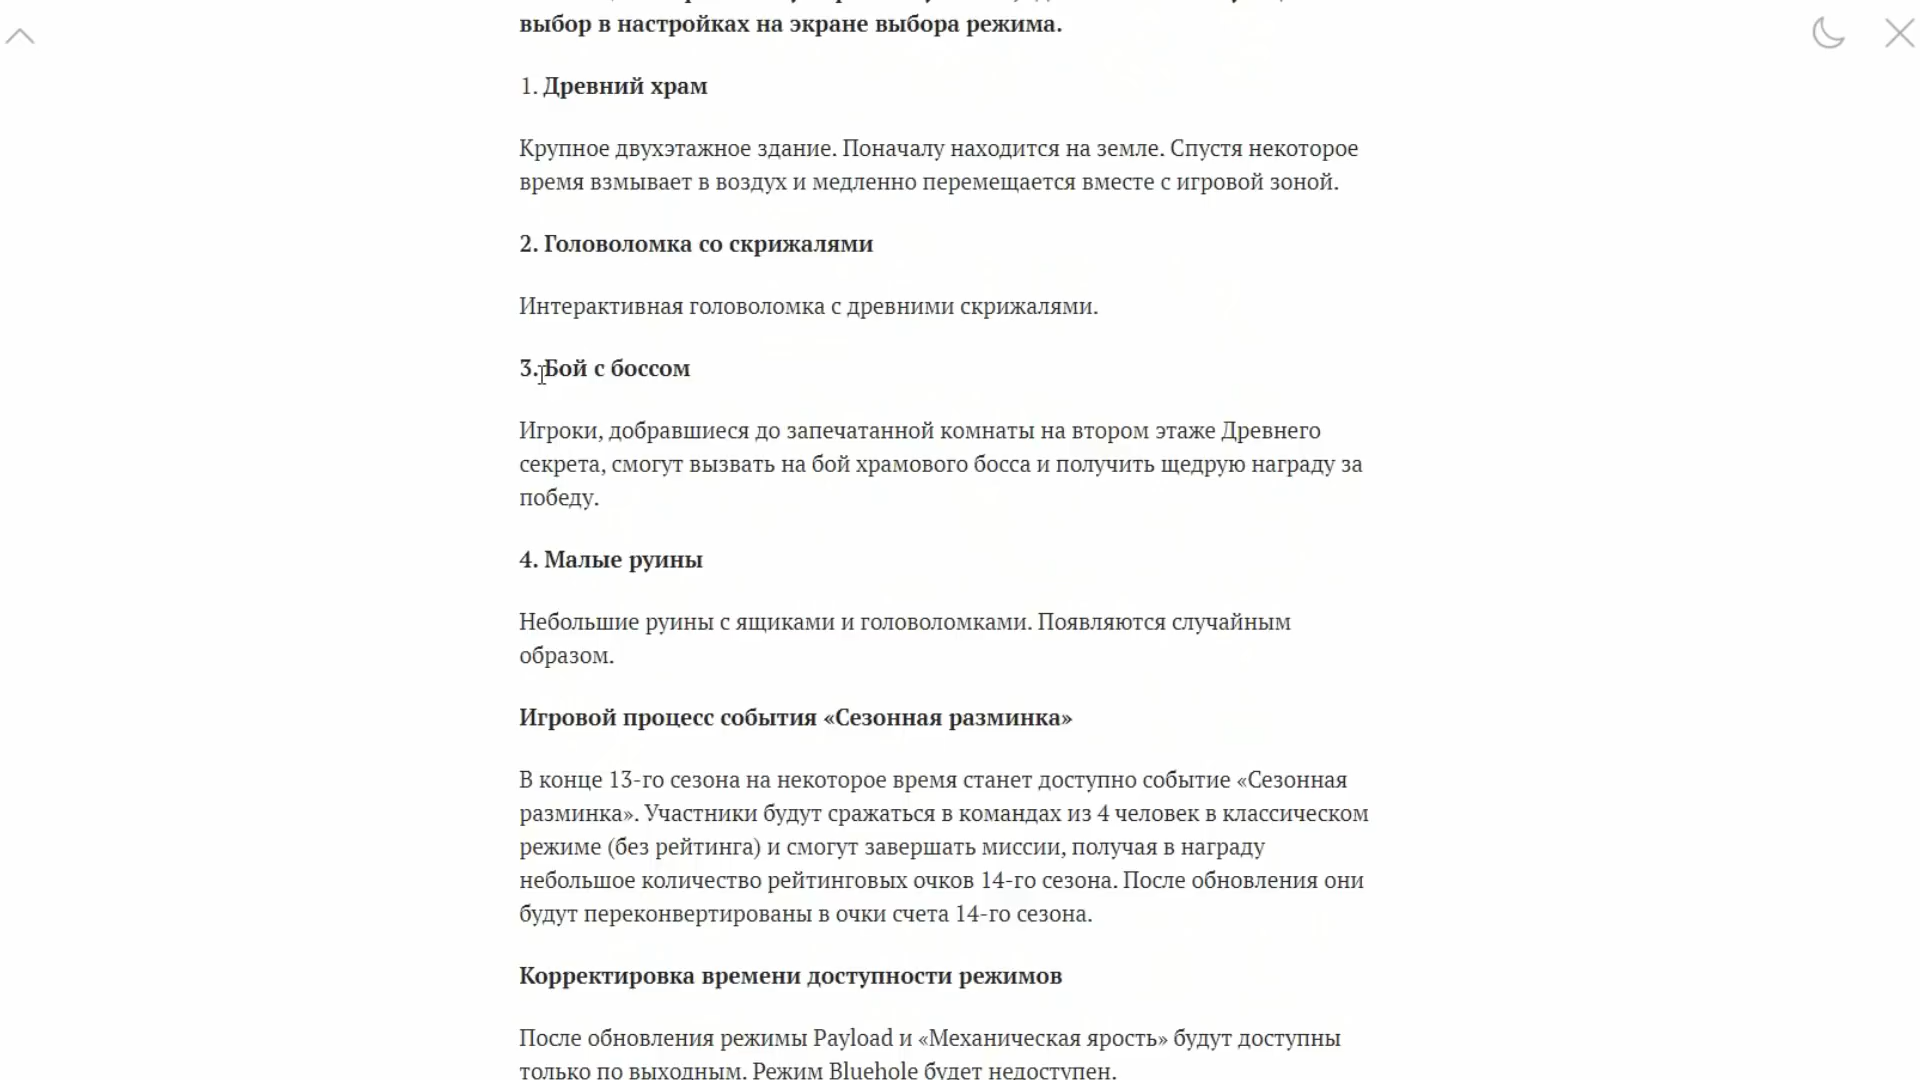 выбор в настройках на экране выбора режима.
1. Древний храм
Крупное двухэтажное здание. Поначалу находится на земле. Спустя некоторое
время взмывает в воздух и медленно перемещается вместе с игровой зоной.
2. Головоломка со скрижалями
Интерактивная головоломка с древними скрижалями.
3. Бой с боссом
Игроки, добравшиеся до запечатанной комнаты на втором этаже Древнего
секрета, смогут вызвать на бой храмового босса и получить щедрую награду за
победу.
4. Малые руины
Небольшие руины с ящиками и головоломками. Появляются случайным
образом.
Игровой процесс события «Сезонная разминка»
В конце 13-го сезона на некоторое время станет доступно событие «Сезонная
разминка». Участники будут сражаться в командах из 4 человек в классическом
режиме (без рейтинга) и смогут завершать миссии, получая в награду
небольшое количество рейтинговых очков 14-го сезона. После обновления они
будут переконвертированы в очки счета 14-го сезона.
Корректировка времени доступности режимов
После обновления режимы Payload и «Механическая ярость» будут доступны
только по выходным. Режим Bluehole будет недоступен.